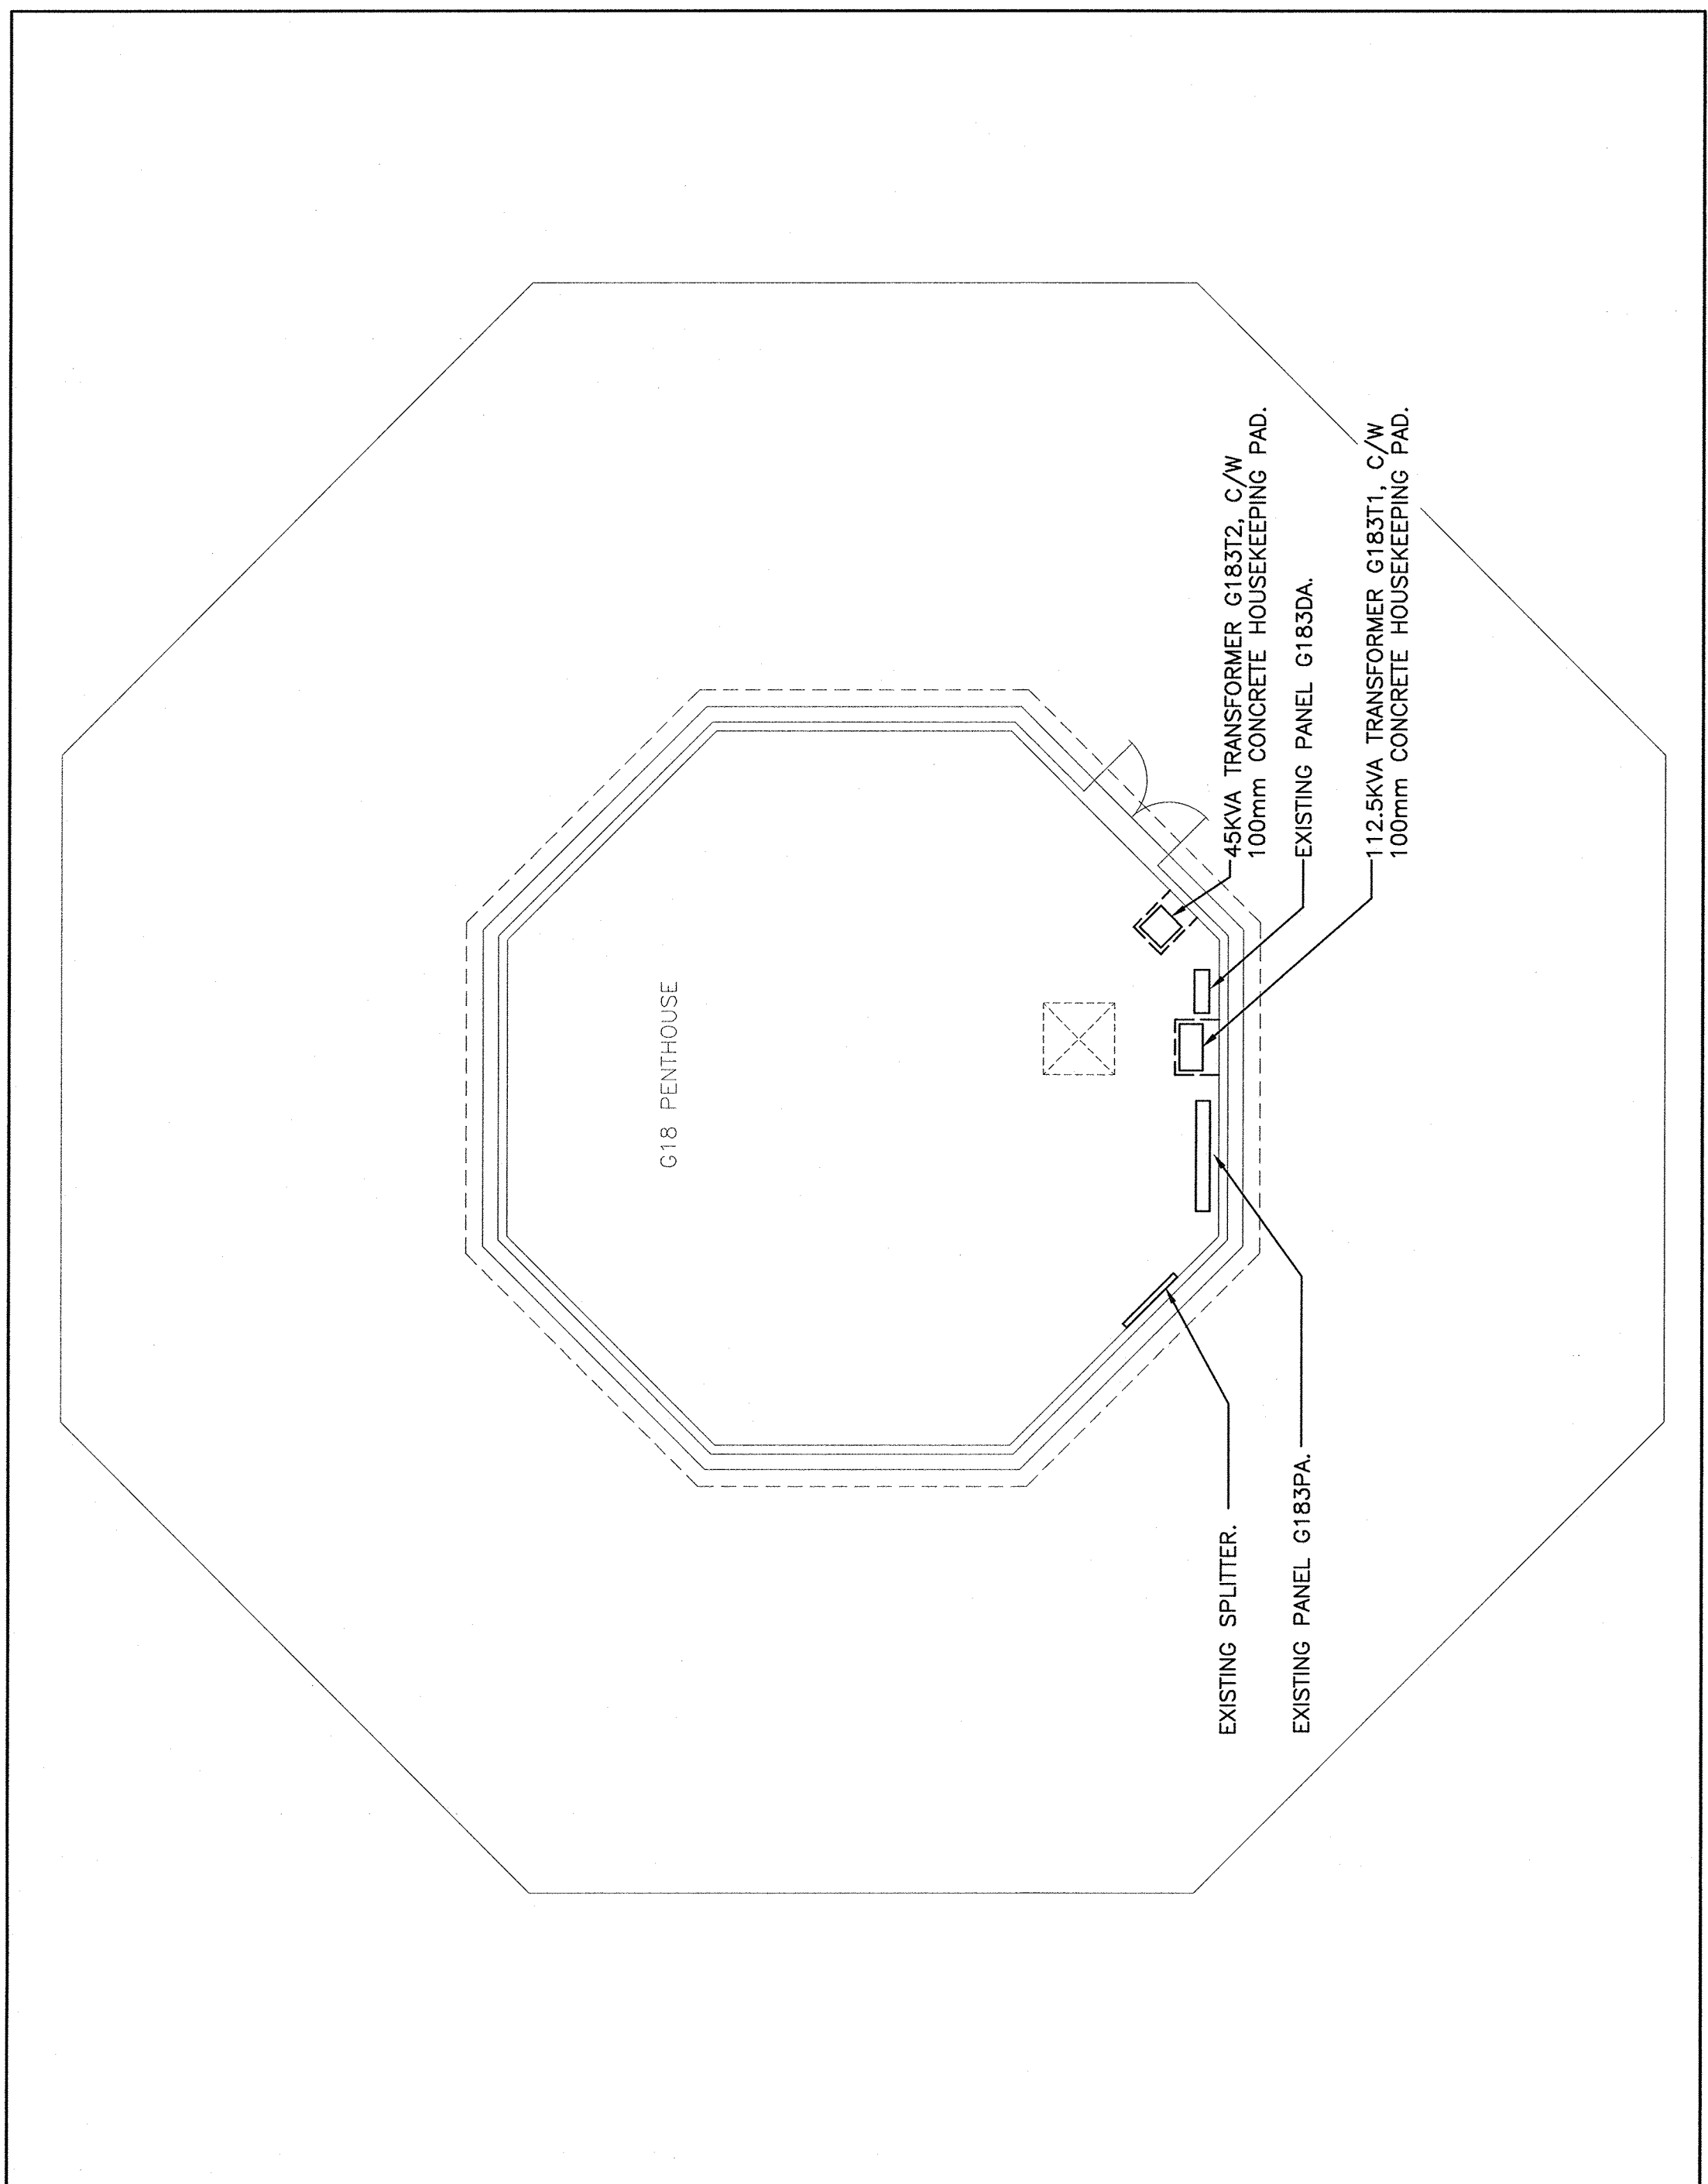 G18 PENTHOUSE
EXISTING SPLITTER.
EXISTING PANEL G183PA.
45KVA TRANSFORMER G183T2, C/W
100mm CONCRETE HOUSEKEEPING PAD.
EXISTING PANEL G183DA.
112.5KVA TRANSFORMER G183T1, C/W
100mm CONCRETE HOUSEKEEPING PAD.